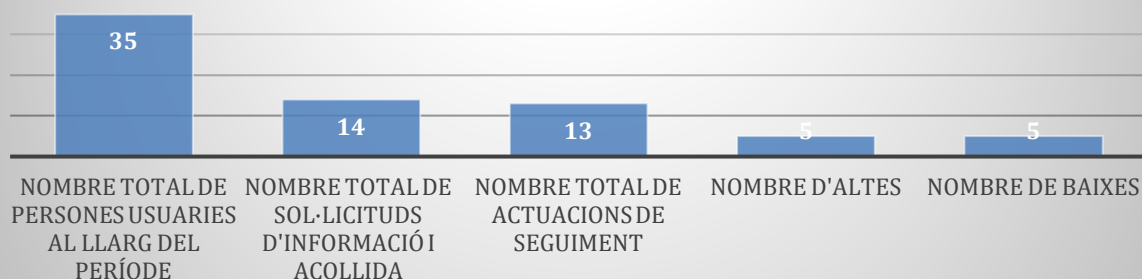 35
14
13
5
5
NOMBRE TOTAL DE
PERSONES USUARIES
AL LLARG DEL
PERÍODE
NOMBRE TOTAL DE
SOL·LICITUDS
D'INFORMACIÓ I
ACOLLIDA
NOMBRE TOTAL DE
ACTUACIONS DE
SEGUIMENT
NOMBRE D'ALTES
NOMBRE DE BAIXES